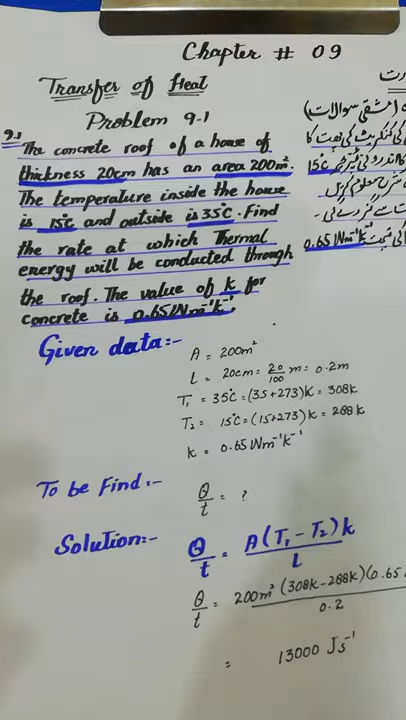 Chapter # 09
Transfer of Heat
Problem 9.1
9.1 The concrete roof of a house of
thickness 20cm has an area 200m².
The temperature inside the house
is 15°C and outside is 35°C. Find
the rate at which Thermal
energy will be conducted through
the roof. The value of k for
concrete is 0.65Wm⁻¹k⁻¹.
(مشقی سوالات)
15°C
0.65Wm⁻¹k⁻¹
Given data:-
A = 200m²
L = 20cm = 20/100 m = 0.2m
T₁ = 35°C = (35+273)k = 308k
T₂ = 15°C = (15+273)k = 288k
k = 0.65Wm⁻¹k⁻¹
To be Find:-
Q/t = ?
Solution:-
Q/t = A(T₁-T₂)k/L
Q/t = 200m²(308k-288k)(0.65/0.2
= 13000 Js⁻¹